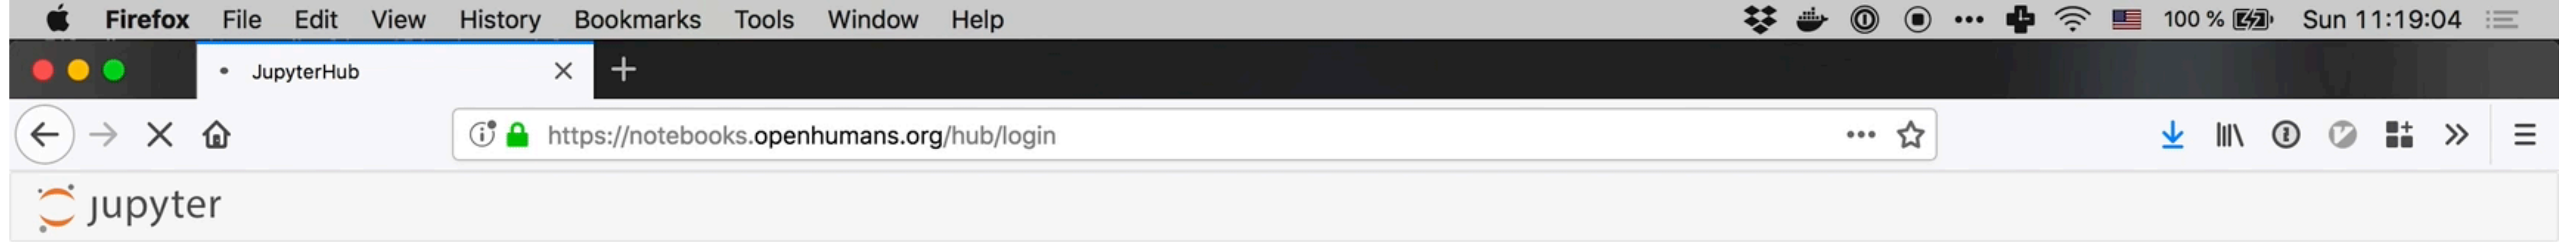 Firefox File Edit View History Bookmarks Tools Window Help 100 % Sun 11:19:04
JupyterHub
https://notebooks.openhumans.org/hub/login
jupyter